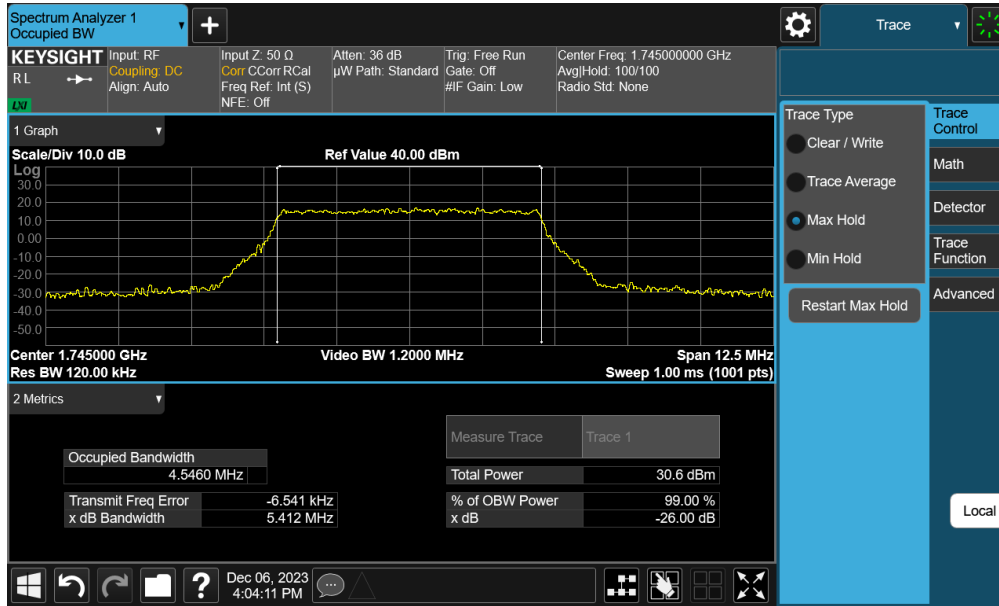 Spectrum Analyzer 1
Occupied BW
▼
+
Trace
▼
KEYSIGHT
R L
LXI
Input: RF
Coupling: DC
Align: Auto
Input Z: 50 Ω
Corr CCorr RCal
Freq Ref: Int (S)
NFE: Off
Atten: 36 dB
µW Path: Standard
Trig: Free Run
Gate: Off
#IF Gain: Low
Center Freq: 1.745000000 GHz
Avg|Hold: 100/100
Radio Std: None
1 Graph
▼
Scale/Div 10.0 dB
Ref Value 40.00 dBm
Log
30.0
20.0
10.0
0.00
-10.0
-20.0
-30.0
-40.0
-50.0
Center 1.745000 GHz
Video BW 1.2000 MHz
Span 12.5 MHz
Res BW 120.00 kHz
Sweep 1.00 ms (1001 pts)
2 Metrics
▼
Measure Trace
Trace 1
Occupied Bandwidth
4.5460 MHz
Total Power
30.6 dBm
Transmit Freq Error
-6.541 kHz
% of OBW Power
99.00 %
x dB Bandwidth
5.412 MHz
x dB
-26.00 dB
Trace Type
Clear / Write
Trace Average
Max Hold
Min Hold
Restart Max Hold
Trace
Control
Math
Detector
Trace
Function
Advanced
Local
?
Dec 06, 2023
4:04:11 PM